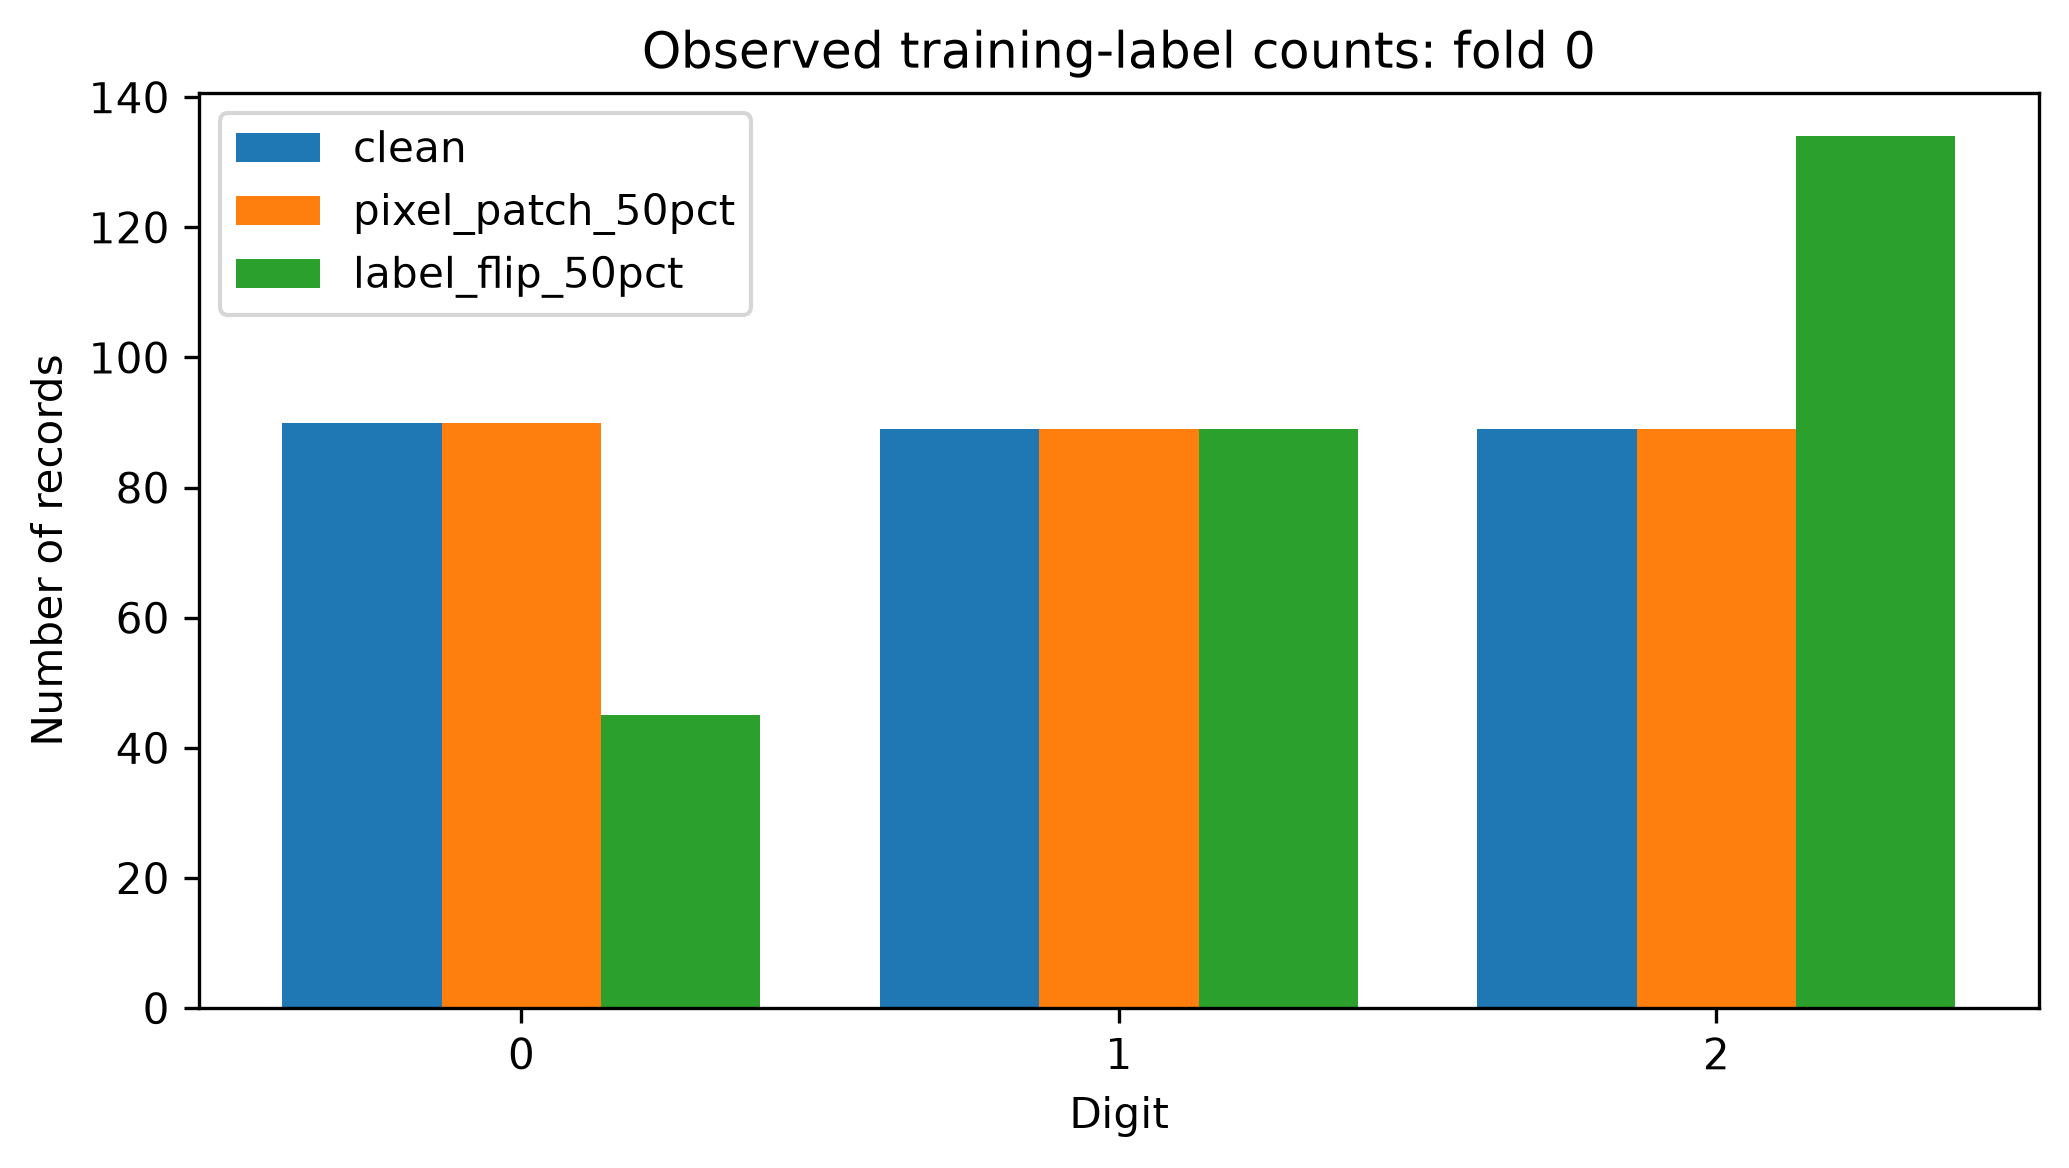 Observed training-label counts: fold 0
140
120
100
80
60
40
20
0
Number of records
clean
pixel_patch_50pct
label_flip_50pct
0 1 2
Digit